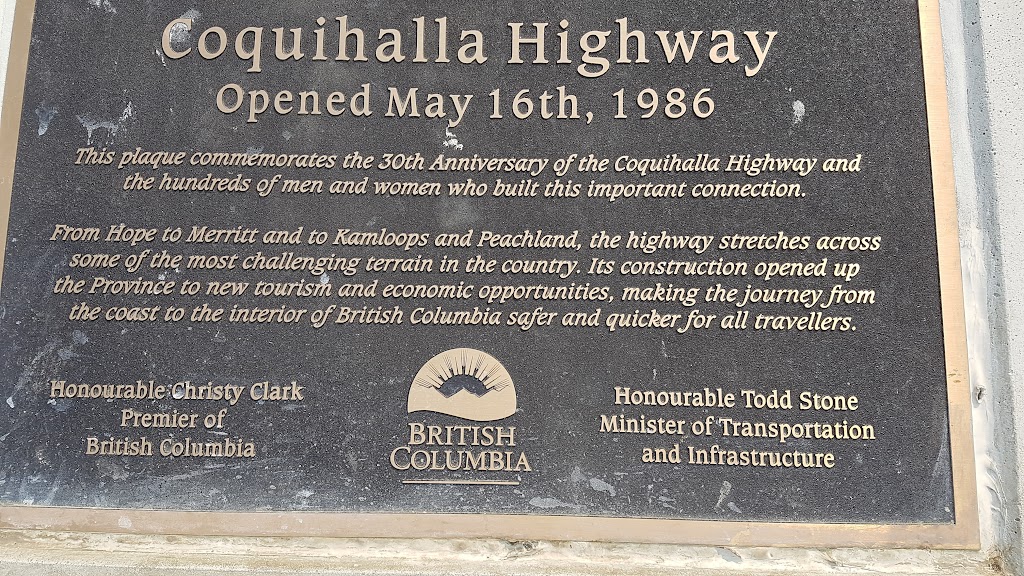 Coquihalla Highway
Opened May 16th, 1986
This plaque commemorates the 30th Anniversary of the Coquihalla Highway and
the hundreds of men and women who built this important connection.
From Hope to Merritt and to Kamloops and Peachland, the highway stretches across
some of the most challenging terrain in the country. Its construction opened up
the Province to new tourism and economic opportunities, making the journey from
the coast to the interior of British Columbia safer and quicker for all travellers.
Honourable Christy Clark
Premier of
British Columbia
BRITISH
COLUMBIA
Honourable Todd Stone
Minister of Transportation
and Infrastructure